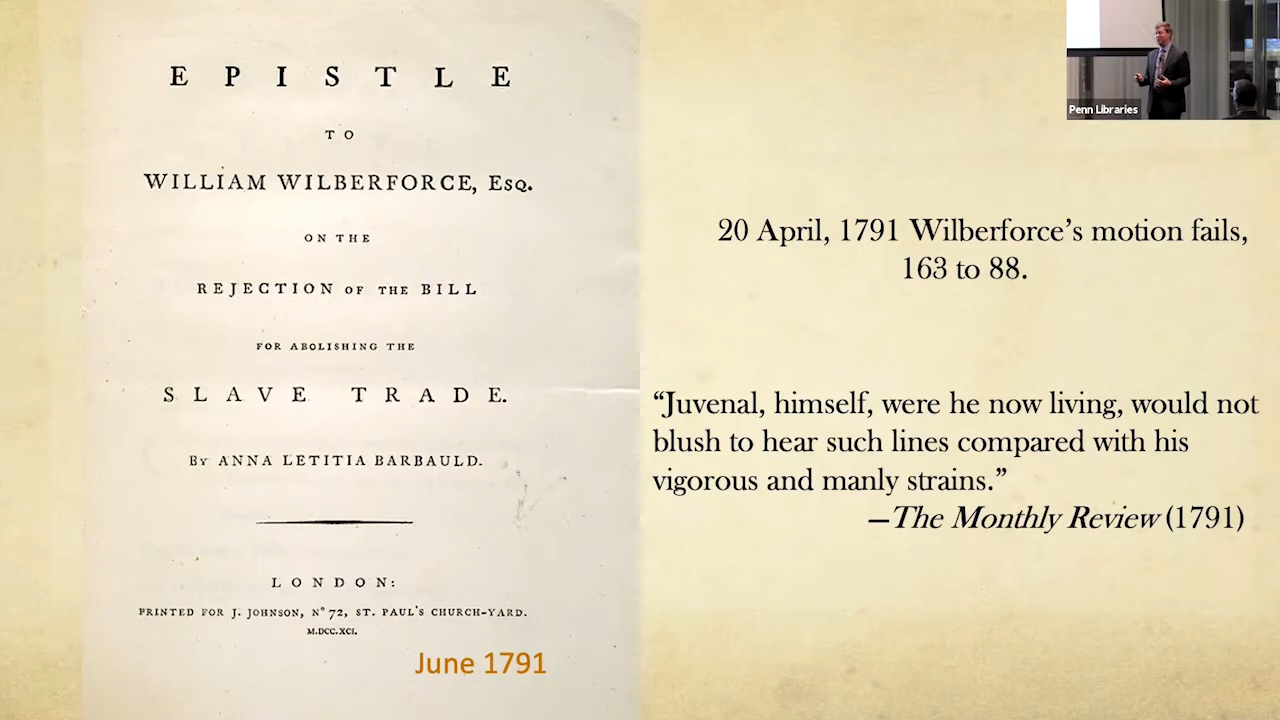 EPISTLE
TO
WILLIAM WILBERFORCE, Esq.
ON THE
REJECTION OF THE BILL
FOR ABOLISHING THE
SLAVE TRADE.
By ANNA LETITIA BARBAULD.
LONDON:
PRINTED FOR J. JOHNSON, N° 72, ST. PAUL'S CHURCH-YARD.
M.DCC.XCI.
June 1791
Penn Libraries
20 April, 1791 Wilberforce’s motion fails,
163 to 88.
“Juvenal, himself, were he now living, would not
blush to hear such lines compared with his
vigorous and manly strains.”
—The Monthly Review (1791)